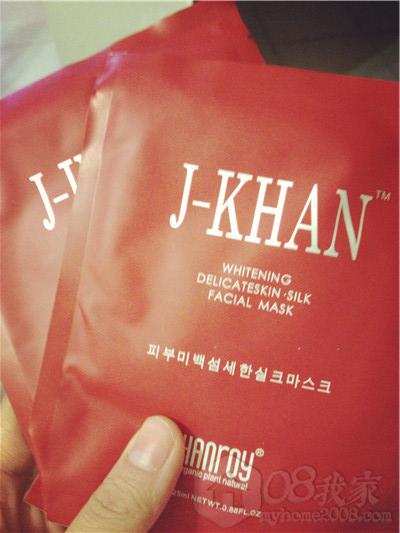 J-K
J-KHAN™
WHITENING
DELICATESKIN·SILK
FACIAL MASK
피부미백섬세한실크마스크
HANROY®
organic plant natural
25ml NET WT. 0.88FL.OZ
08我家
myhome2008.com